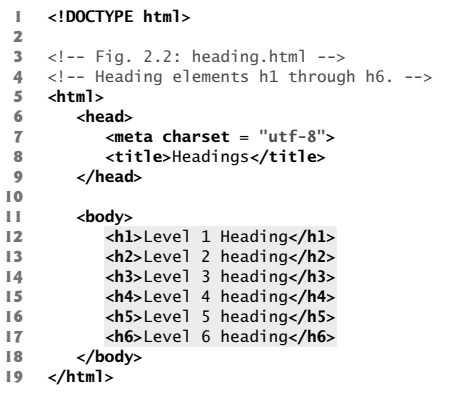 1 <!DOCTYPE html>
2
3 <!-- Fig. 2.2: heading.html -->
4 <!-- Heading elements h1 through h6. -->
5 <html>
6 <head>
7 <meta charset = "utf-8">
8 <title>Headings</title>
9 </head>
10
11 <body>
12 <h1>Level 1 Heading</h1>
13 <h2>Level 2 heading</h2>
14 <h3>Level 3 heading</h3>
15 <h4>Level 4 heading</h4>
16 <h5>Level 5 heading</h5>
17 <h6>Level 6 heading</h6>
18 </body>
19 </html>